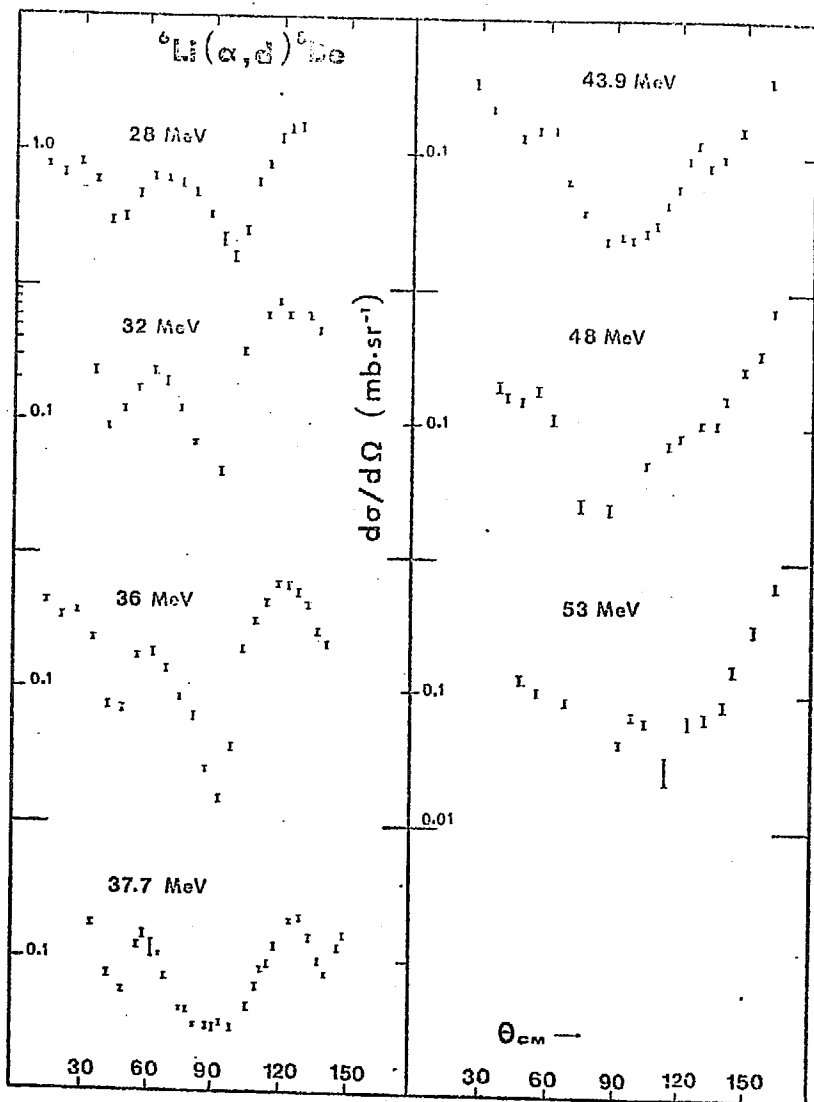 ⁶Li(α,d)⁸Be
28 MeV
1.0
32 MeV
0.1
36 MeV
0.1
37.7 MeV
0.1
30 60 90 120 150
dσ/dΩ (mb·sr⁻¹)
43.9 MeV
0.1
48 MeV
0.1
53 MeV
0.1
0.01
θCM →
30 60 90 120 150